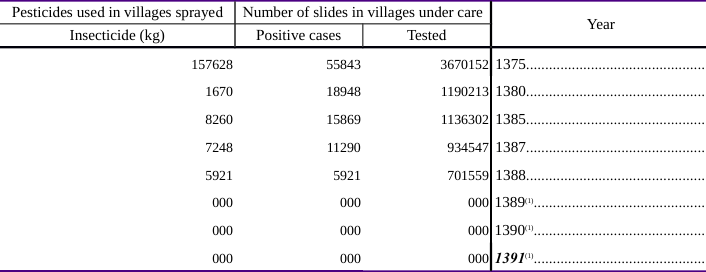 Pesticides used in villages sprayed Number of slides in villages under care Year
Insecticide (kg) Positive cases Tested
157628 55843 3670152 1375................................................
1670 18948 1190213 1380................................................
8260 15869 1136302 1385................................................
7248 11290 934547 1387................................................
5921 5921 701559 1388................................................
000 000 000 1389(1)..............................................
000 000 000 1390(1)..............................................
000 000 000 1391(1)..............................................